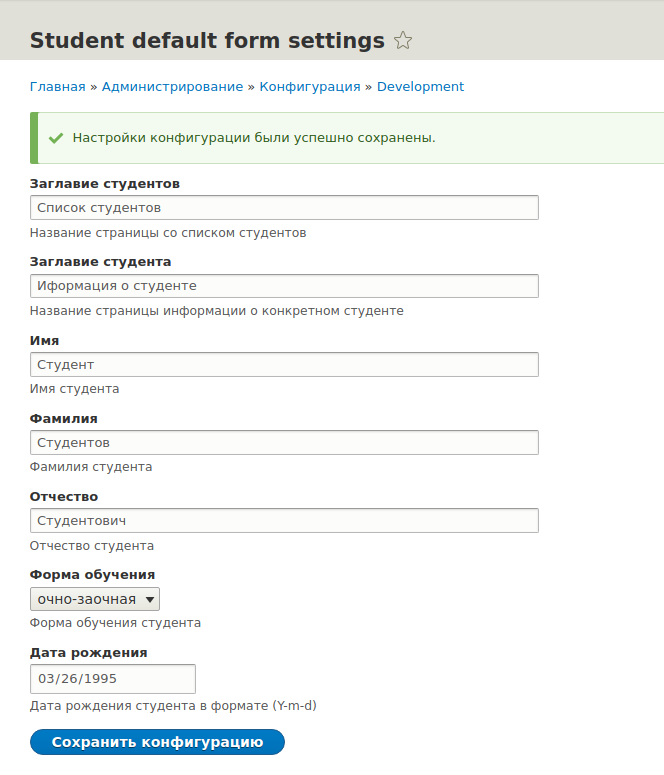 Student default form settings
Главная » Администрирование » Конфигурация » Development
Настройки конфигурации были успешно сохранены.
Заглавие студентов
Список студентов
Название страницы со списком студентов
Заглавие студента
Иформация о студенте
Название страницы информации о конкретном студенте
Имя
Студент
Имя студента
Фамилия
Студентов
Фамилия студента
Отчество
Студентович
Отчество студента
Форма обучения
очно-заочная
Форма обучения студента
Дата рождения
03/26/1995
Дата рождения студента в формате (Y-m-d)
Сохранить конфигурацию